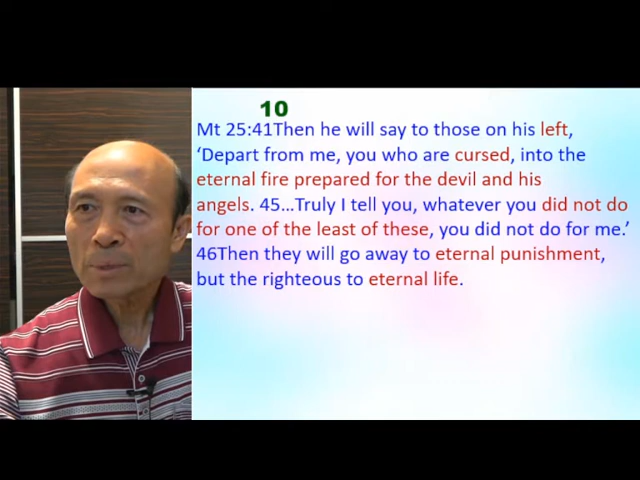 10
Mt 25:41Then he will say to those on his left,
‘Depart from me, you who are cursed, into the
eternal fire prepared for the devil and his
angels. 45…Truly I tell you, whatever you did not do
for one of the least of these, you did not do for me.’
46Then they will go away to eternal punishment,
but the righteous to eternal life.